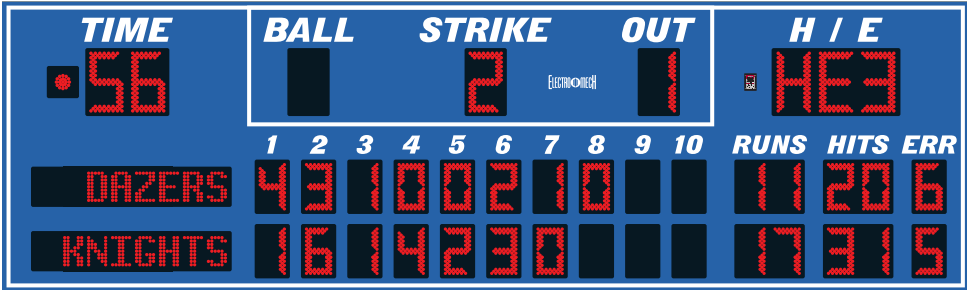 TIME BALL STRIKE OUT H / E
56 2 ELECTRO-MECH 1 HE3
1 2 3 4 5 6 7 8 9 10 RUNS HITS ERR
DAZERS 4 3 1 0 0 2 1 0 11 20 6
KNIGHTS 1 6 1 4 2 3 0 17 31 5